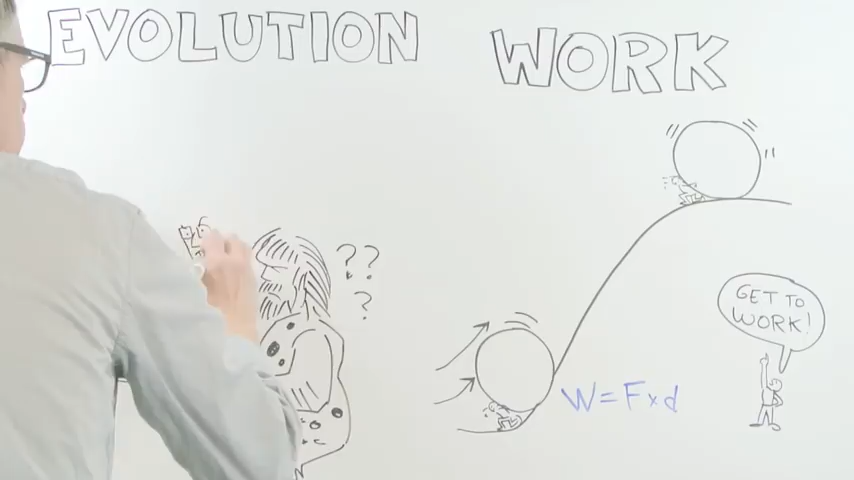 EVOLUTION
WORK
? ?
?
GET TO
WORK!
W = F x d